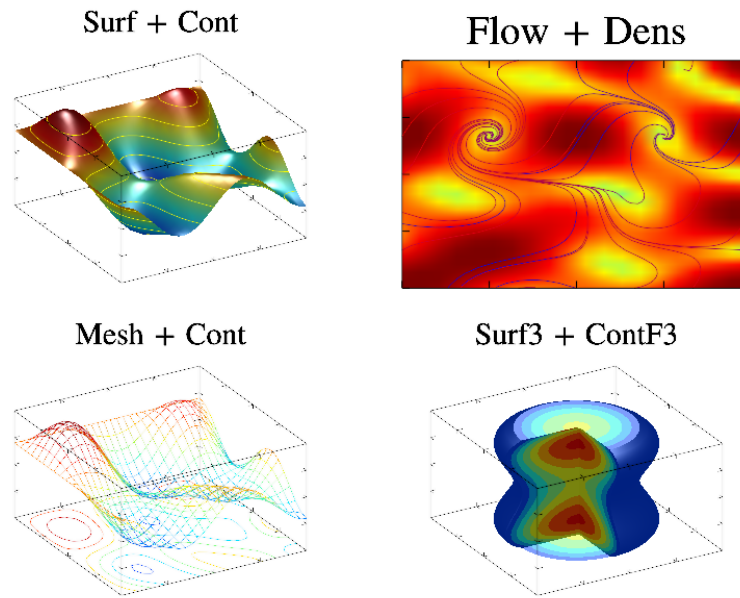 Surf + Cont
Flow + Dens
Mesh + Cont
Surf3 + ContF3